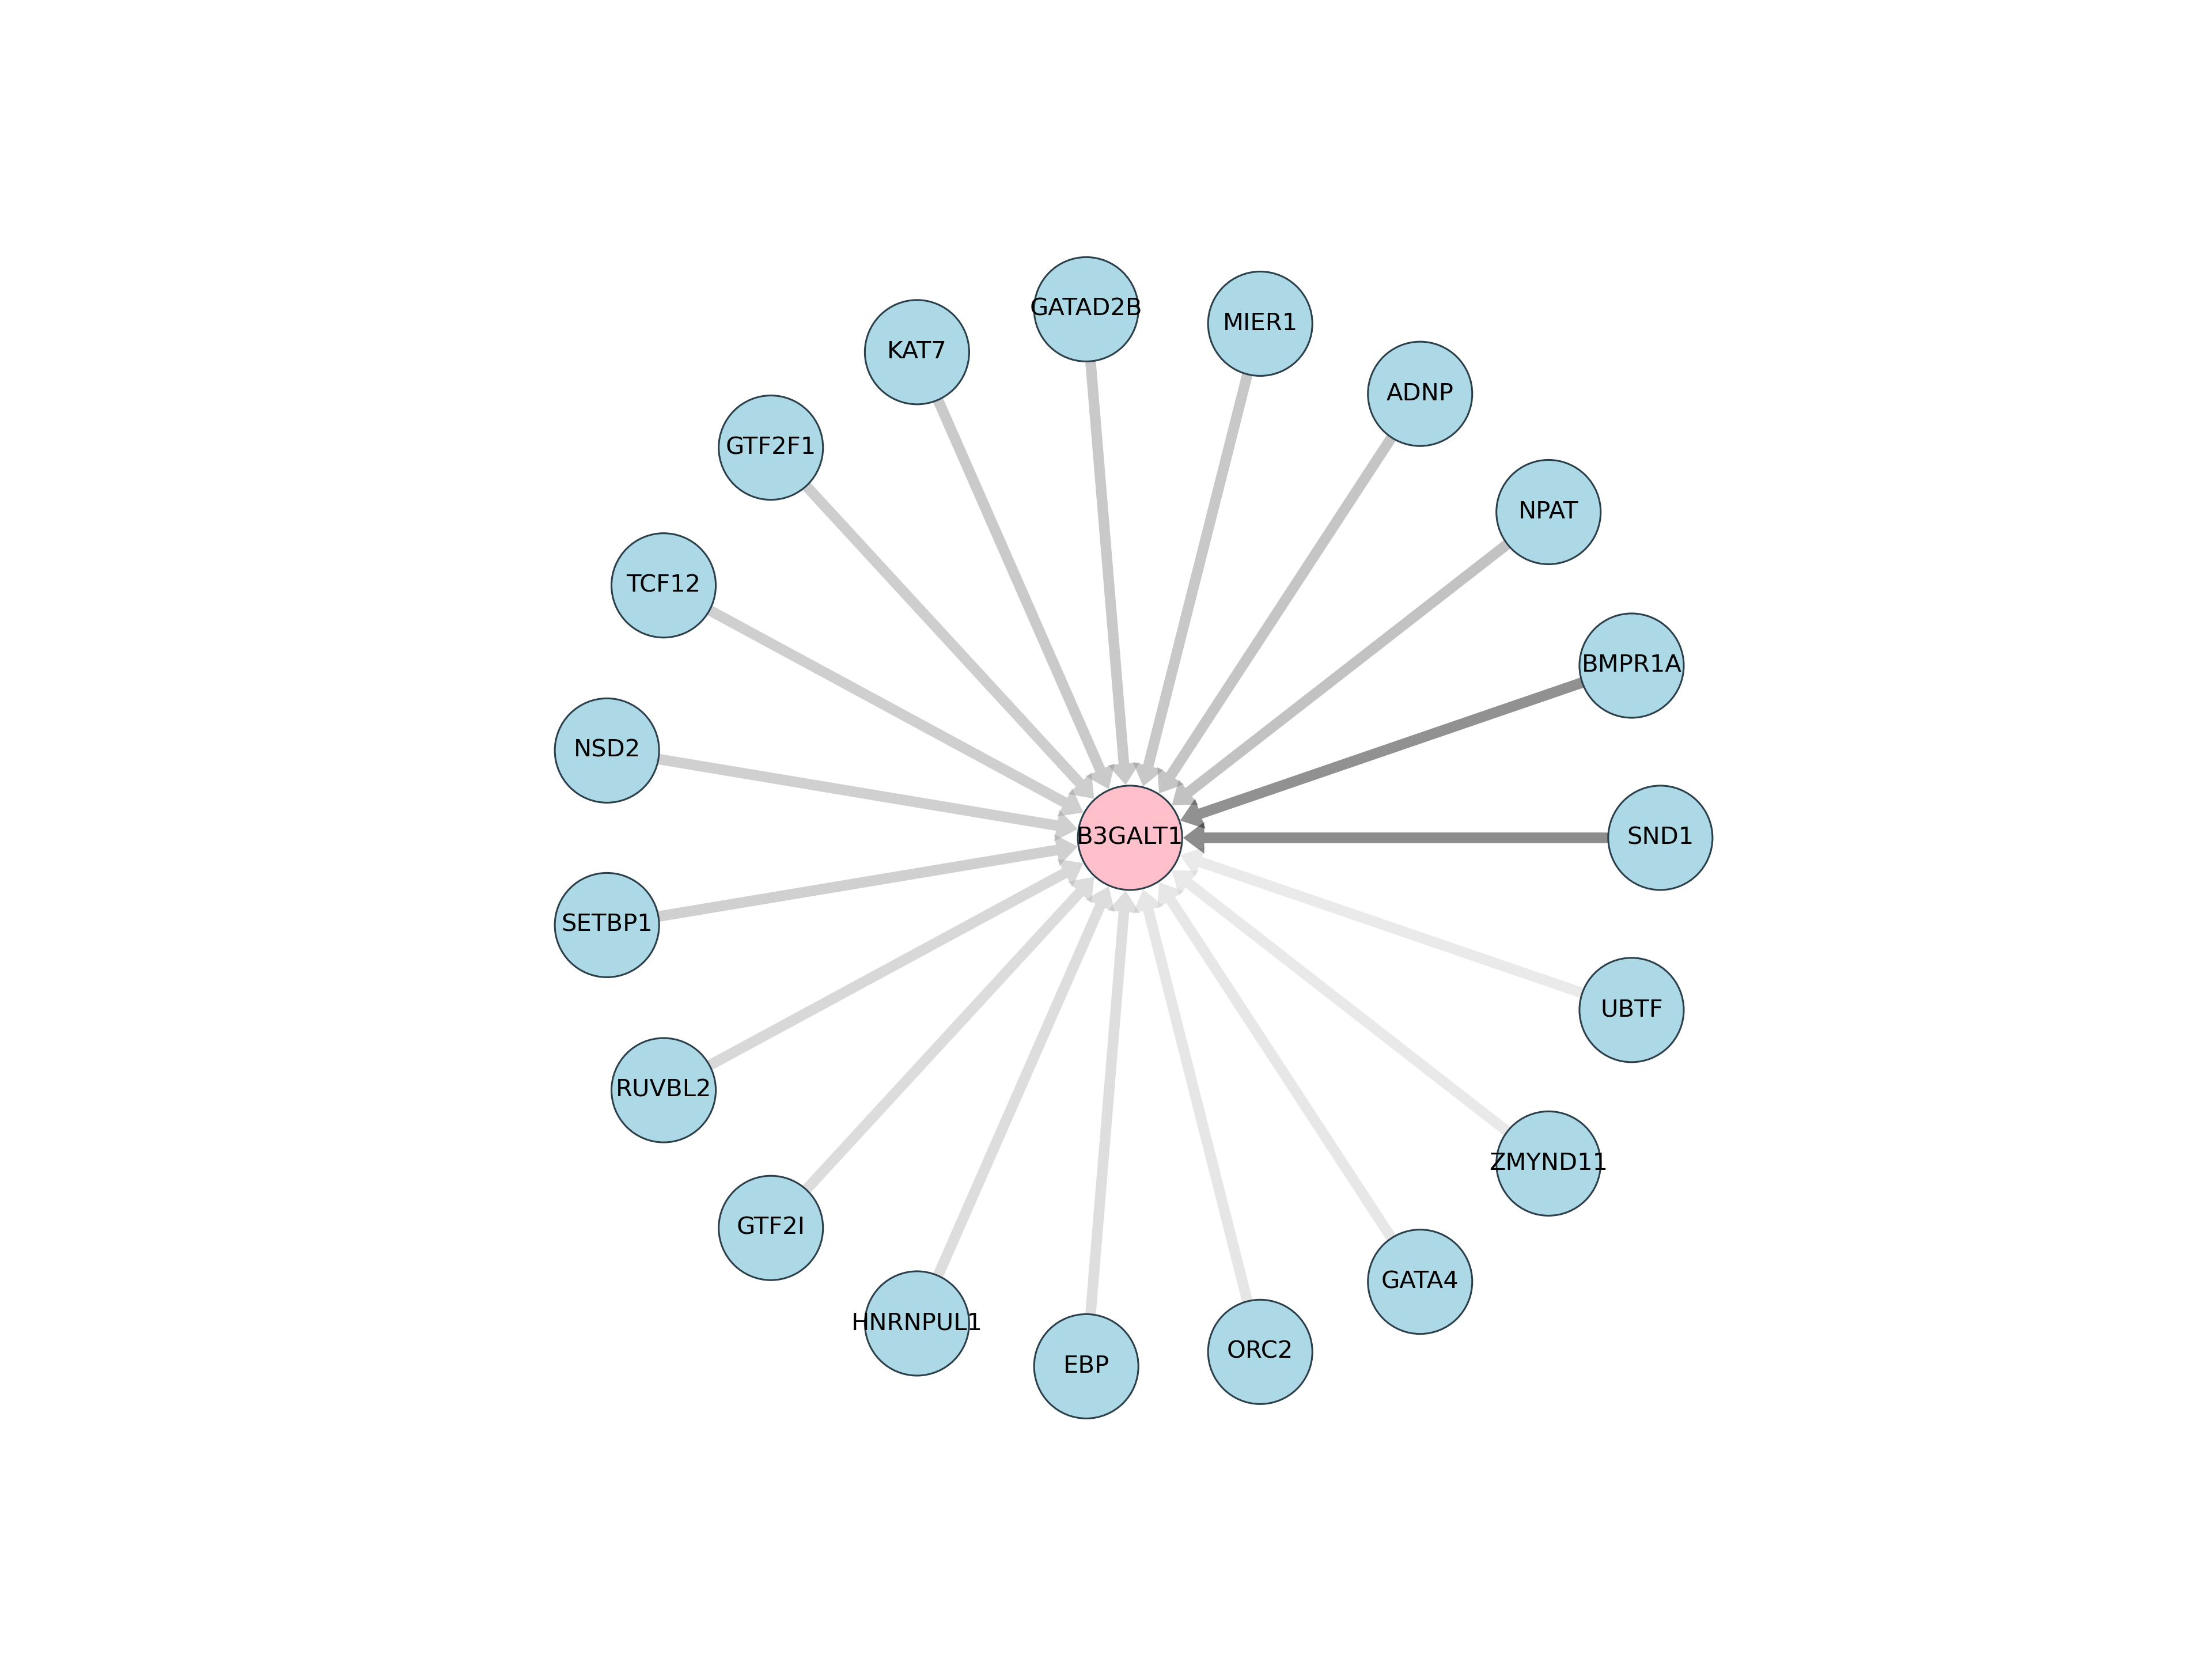 GATAD2B
MIER1
KAT7
ADNP
GTF2F1
NPAT
TCF12
BMPR1A
NSD2
B3GALT1
SND1
SETBP1
UBTF
RUVBL2
ZMYND11
GTF2I
GATA4
HNRNPUL1
ORC2
EBP